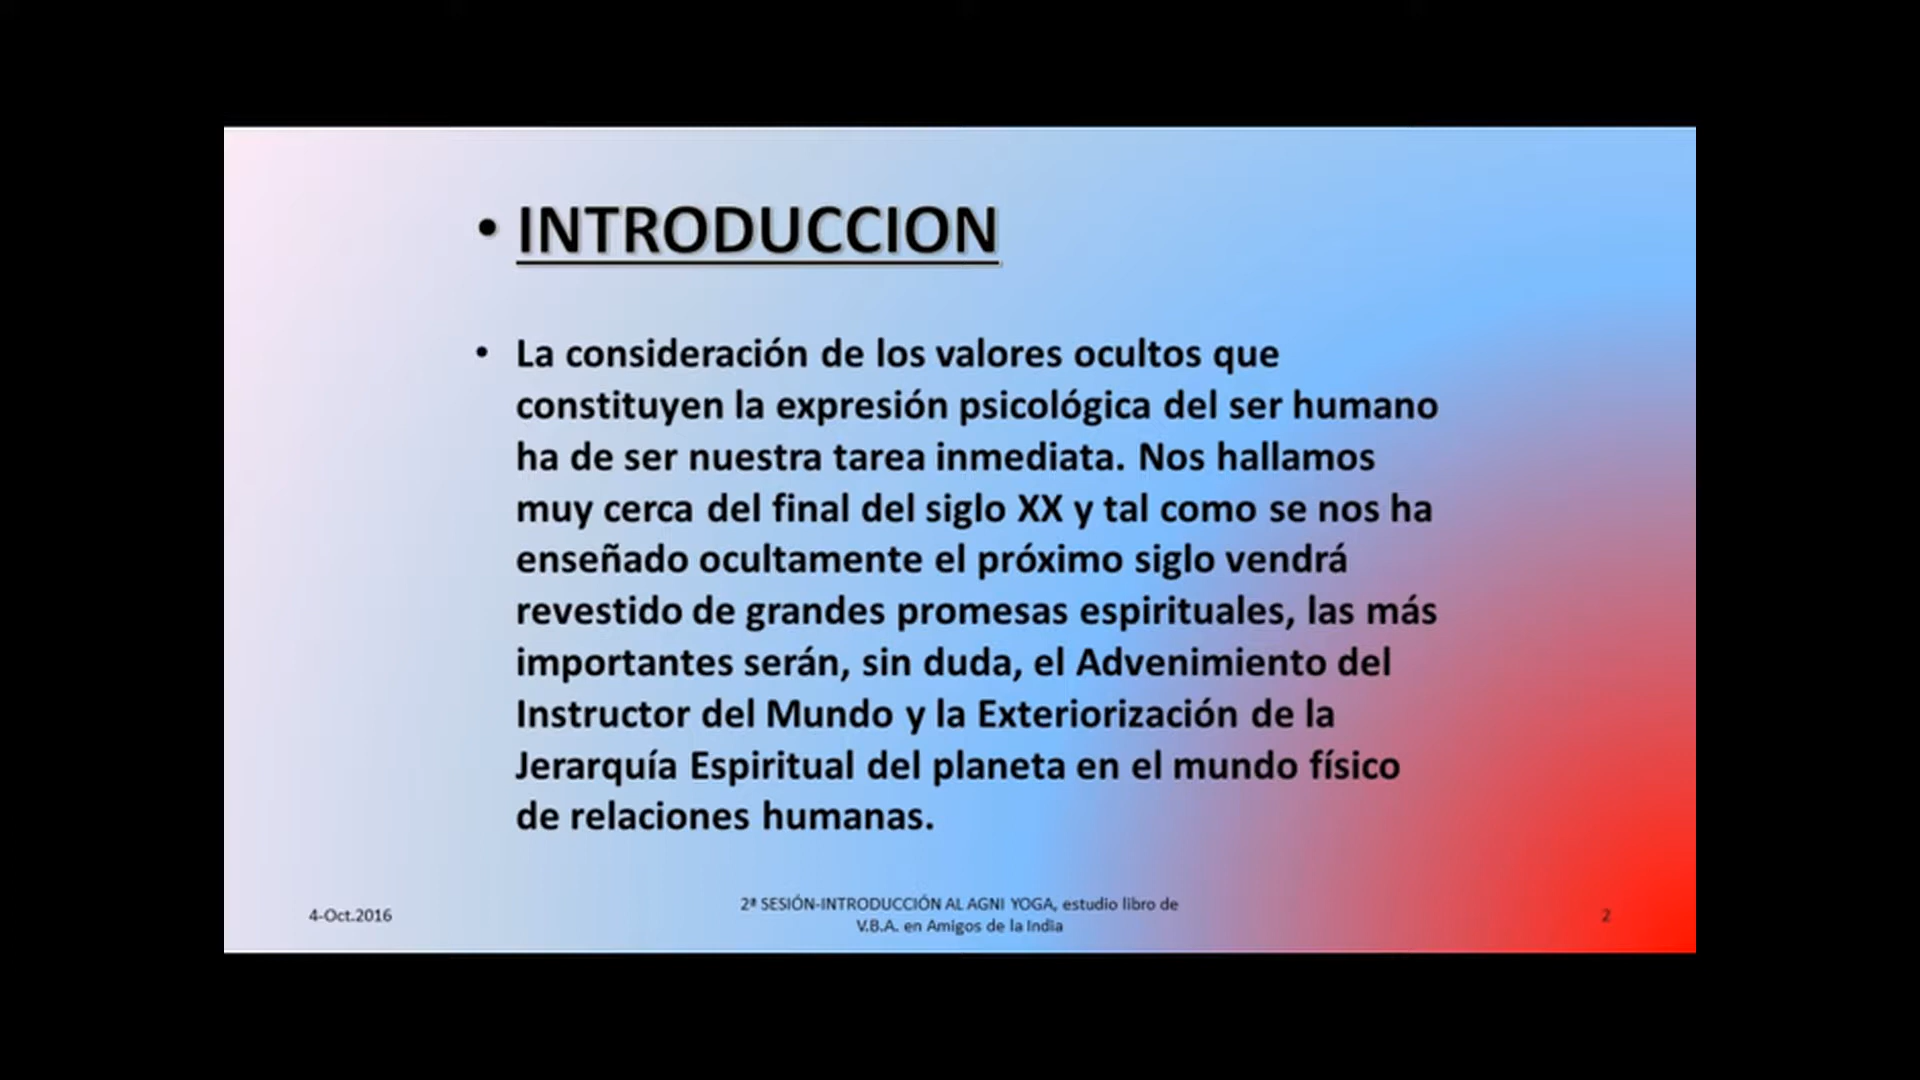 • INTRODUCCION
• La consideración de los valores ocultos que
constituyen la expresión psicológica del ser humano
ha de ser nuestra tarea inmediata. Nos hallamos
muy cerca del final del siglo XX y tal como se nos ha
enseñado ocultamente el próximo siglo vendrá
revestido de grandes promesas espirituales, las más
importantes serán, sin duda, el Advenimiento del
Instructor del Mundo y la Exteriorización de la
Jerarquía Espiritual del planeta en el mundo físico
de relaciones humanas.
4-Oct.2016
2ª SESIÓN-INTRODUCCIÓN AL AGNI YOGA, estudio libro de
V.B.A. en Amigos de la India
2